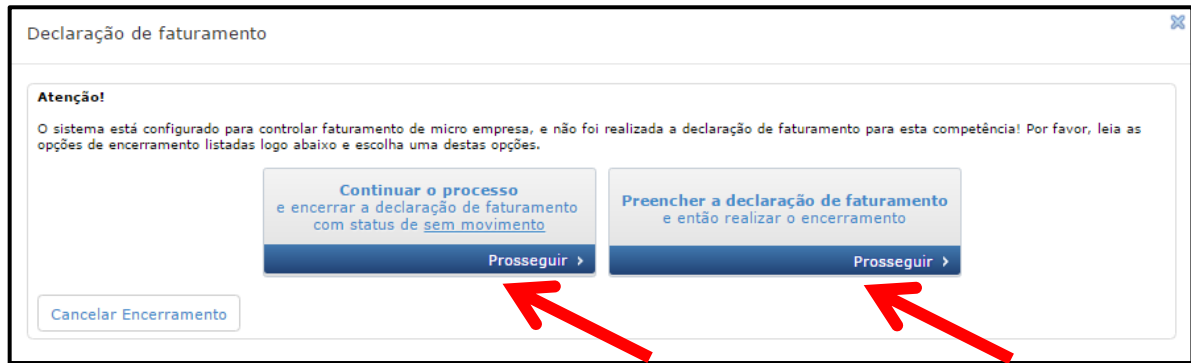 Declaração de faturamento
Atenção!
O sistema está configurado para controlar faturamento de micro empresa, e não foi realizada a declaração de faturamento para esta competência! Por favor, leia as
opções de encerramento listadas logo abaixo e escolha uma destas opções.
Continuar o processo
e encerrar a declaração de faturamento
com status de sem movimento
Prosseguir >
Preencher a declaração de faturamento
e então realizar o encerramento
Prosseguir >
Cancelar Encerramento